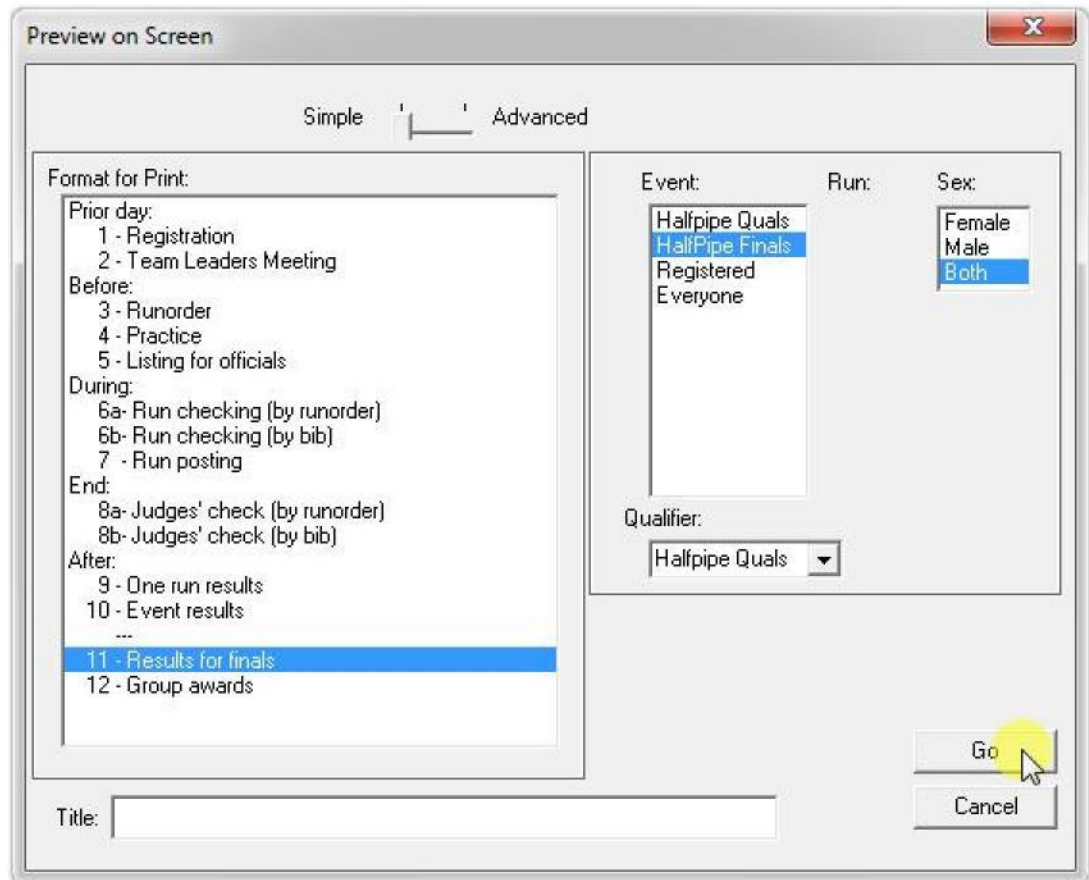 Preview on Screen
X
Simple Advanced
Format for Print:
Prior day:
1 - Registration
2 - Team Leaders Meeting
Before:
3 - Runorder
4 - Practice
5 - Listing for officials
During:
6a- Run checking (by runorder)
6b- Run checking (by bib)
7 - Run posting
End:
8a- Judges' check (by runorder)
8b- Judges' check (by bib)
After:
9 - One run results
10 - Event results
---
11 - Results for finals
12 - Group awards
Event: Run: Sex:
Halfpipe Quals
HalfPipe Finals
Registered
Everyone
Female
Male
Both
Qualifier:
Halfpipe Quals
Go
Cancel
Title: